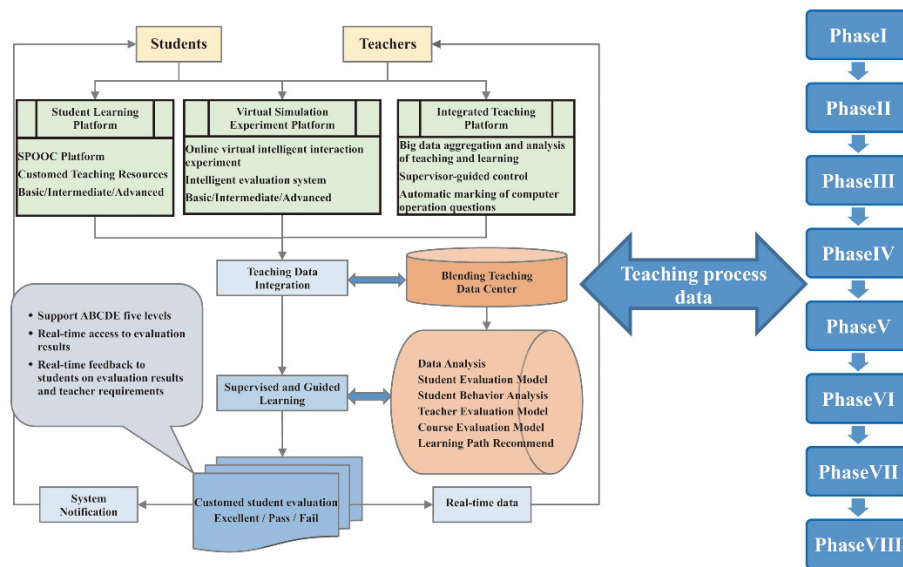 Students
Teachers
Student Learning
Platform
SPOOC Platform
Customed Teaching Resources
Basic/Intermediate/Advanced
Virtual Simulation
Experiment Platform
Online virtual intelligent interaction
experiment
Intelligent evaluation system
Basic/Intermediate/Advanced
Integrated Teaching
Platform
Big data aggregation and analysis
of teaching and learning
Supervisor-guided control
Automatic marking of computer
operation questions
Teaching Data
Integration
Blending Teaching
Data Center
• Support ABCDE five levels
• Real-time access to evaluation
results
• Real-time feedback to
students on evaluation results
and teacher requirements
Supervised and Guided
Learning
Data Analysis
Student Evaluation Model
Student Behavior Analysis
Teacher Evaluation Model
Course Evaluation Model
Learning Path Recommend
System
Notification
Customed student evaluation
Excellent / Pass / Fail
Real-time data
Teaching process
data
PhaseI
PhaseII
PhaseIII
PhaseIV
PhaseV
PhaseVI
PhaseVII
PhaseVIII